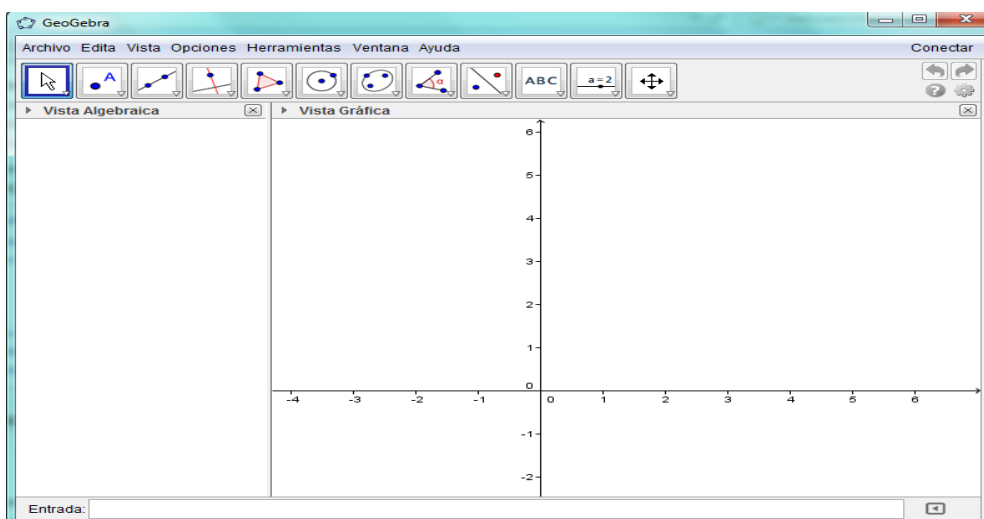 GeoGebra
Archivo Edita Vista Opciones Herramientas Ventana Ayuda Conectar
A α ABC a=2
Vista Algebraica Vista Gráfica
6
5
4
3
2
1
0
-4 -3 -2 -1 0 1 2 3 4 5 6
-1
-2
Entrada: